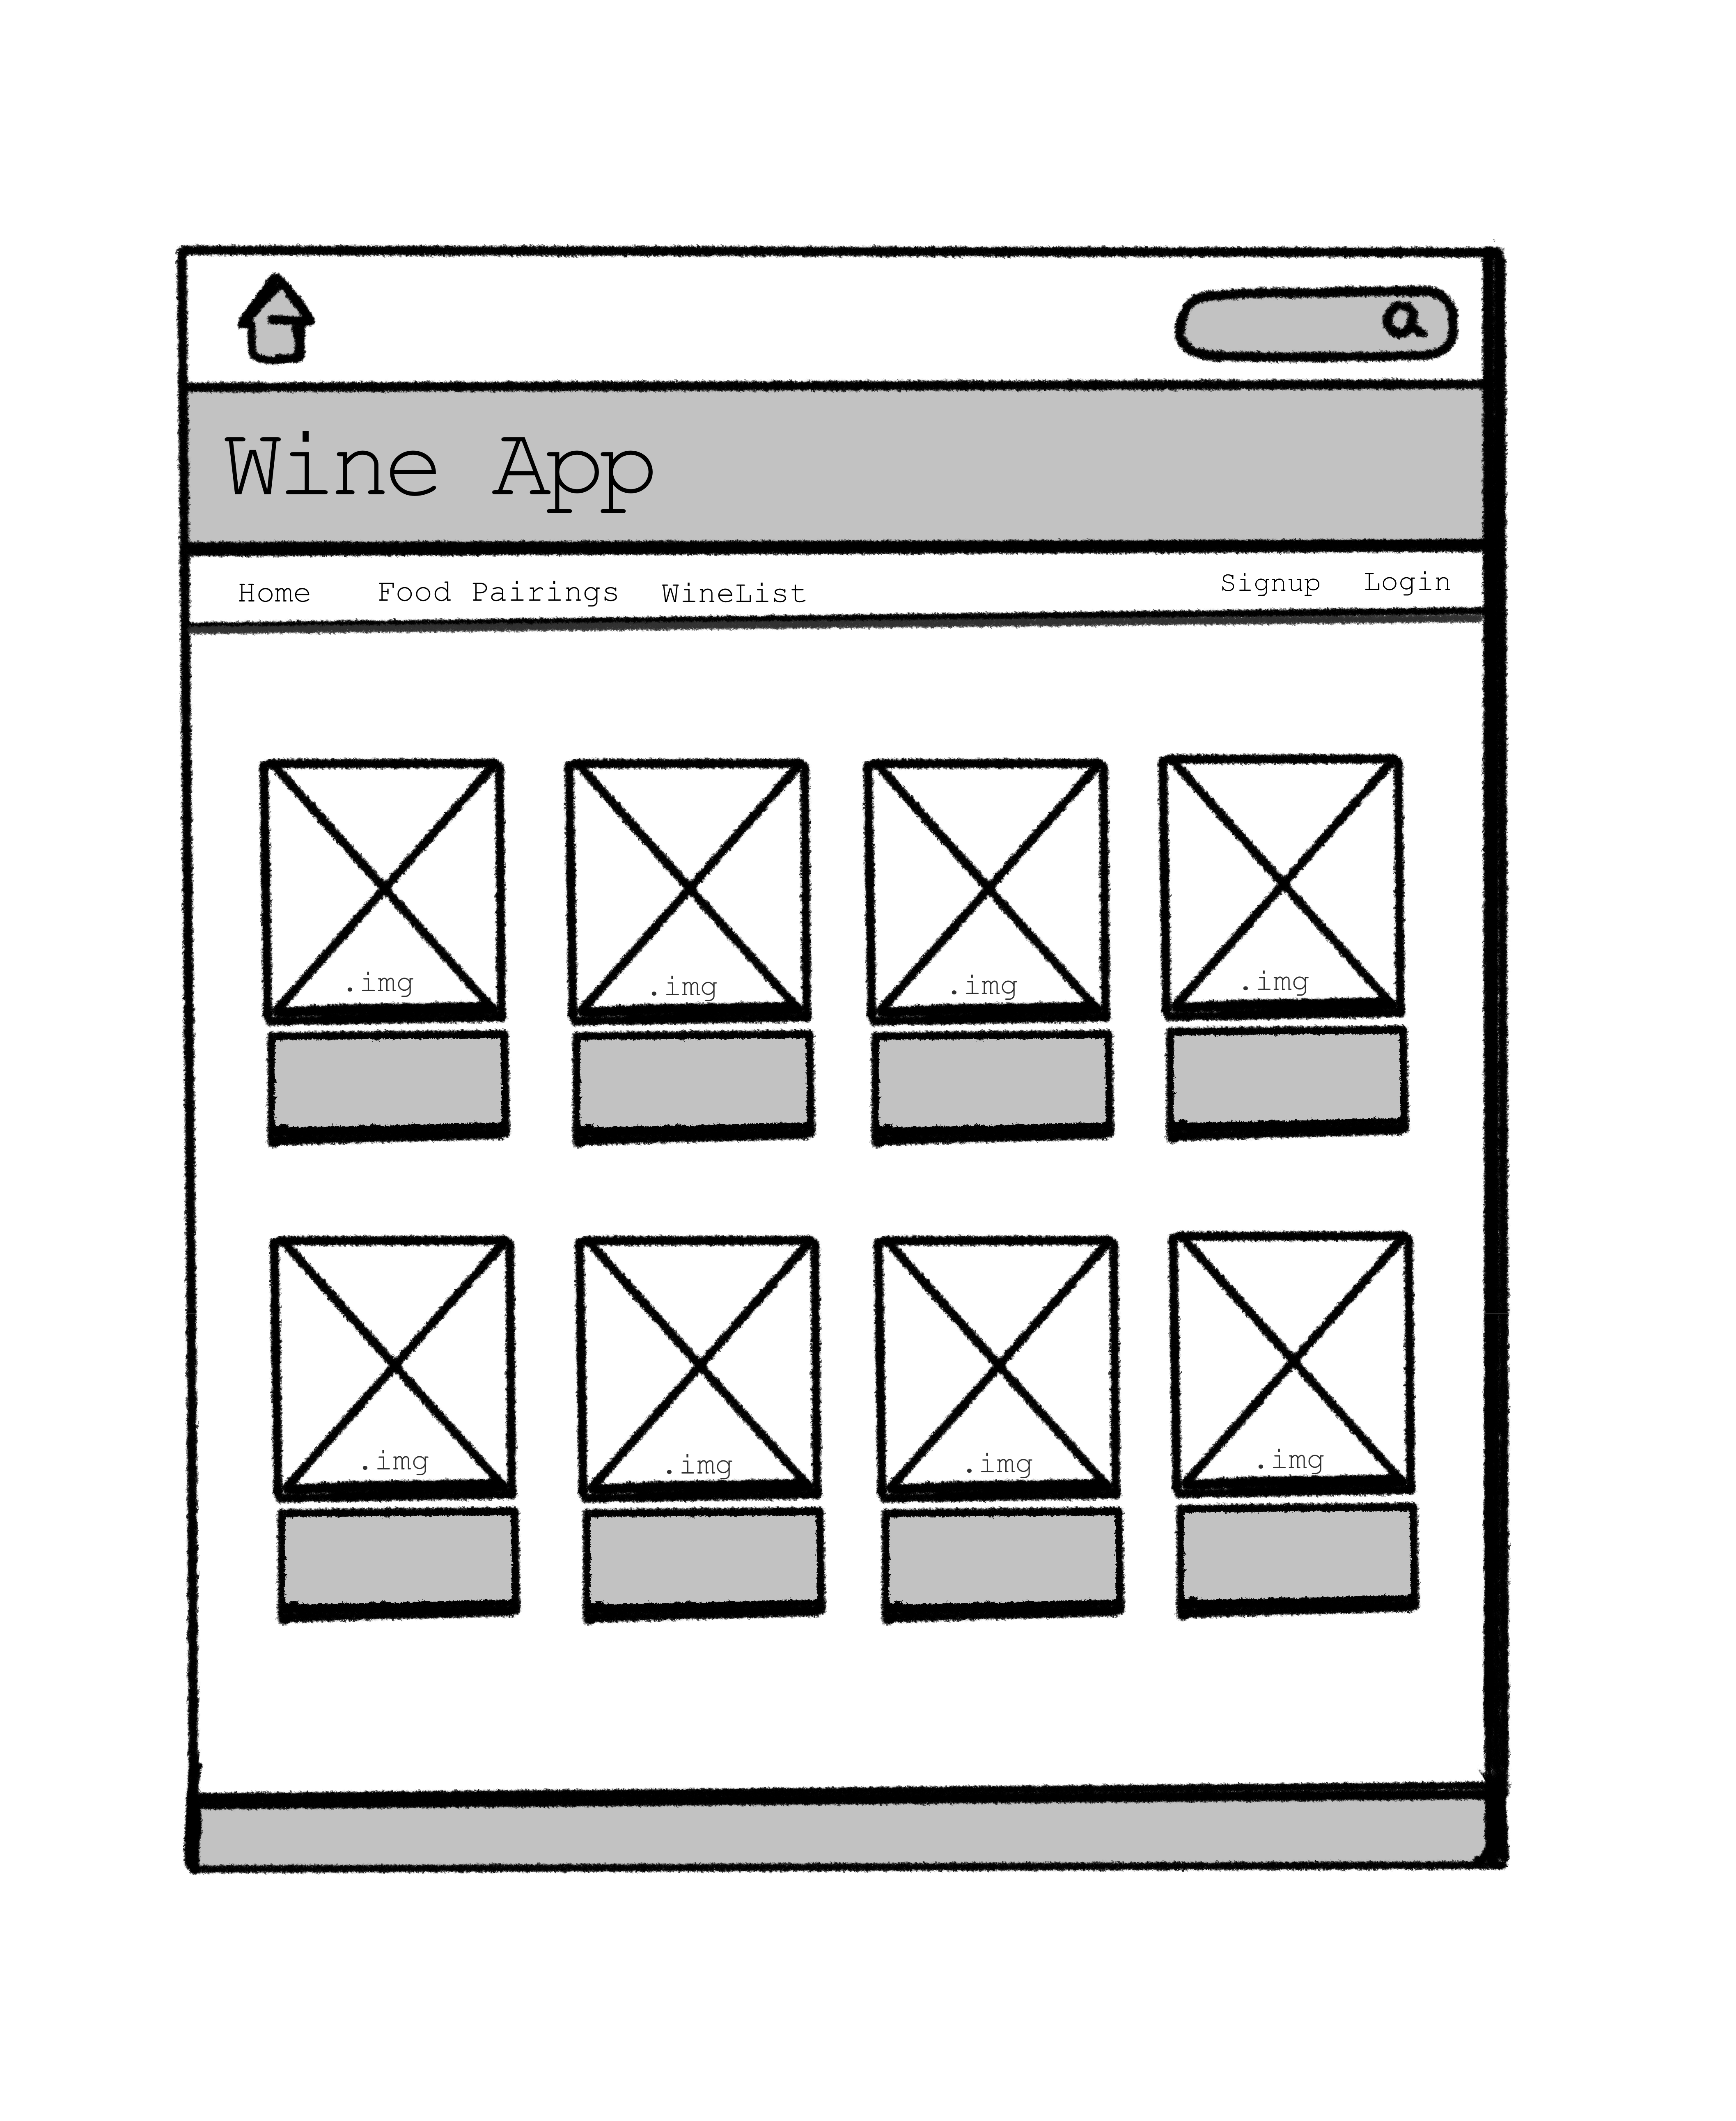 Wine App
Home Food Pairings WineList Signup Login
.img .img .img .img
.img .img .img .img